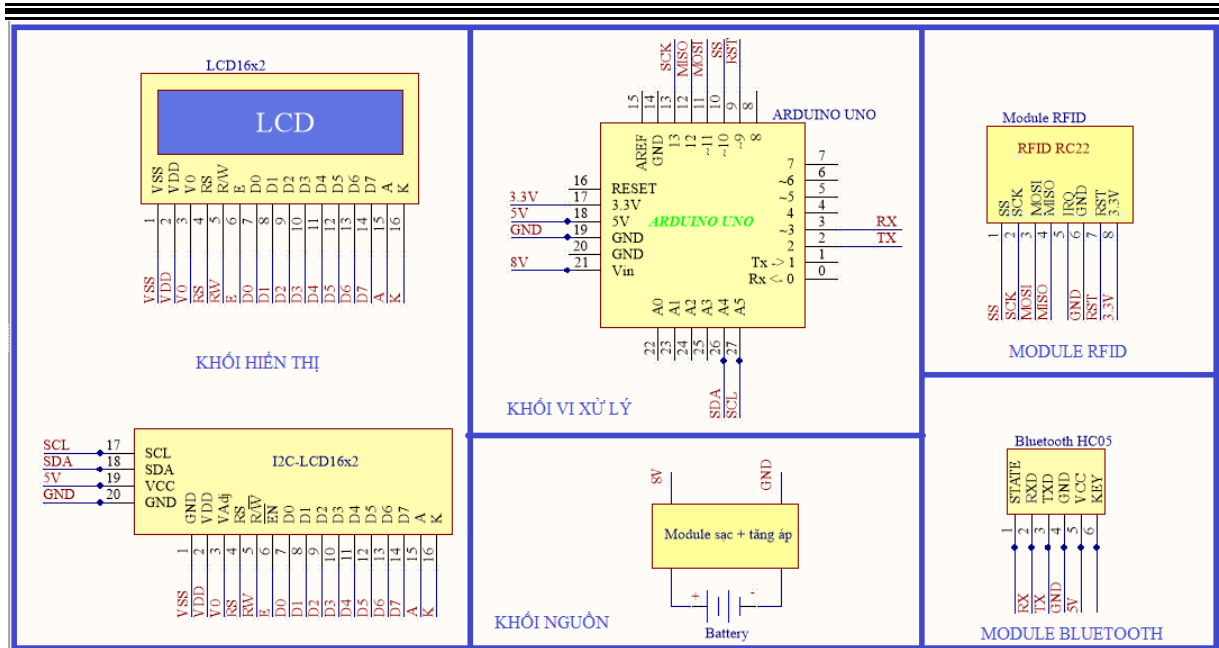 LCD16x2
LCD
VSS VDD V0 RS R/W E D0 D1 D2 D3 D4 D5 D6 D7 A K
1 2 3 4 5 6 7 8 9 10 11 12 13 14 15 16
VSS VDD V0 RS RW E D0 D1 D2 D3 D4 D5 D6 D7 A K
KHỐI HIỂN THỊ
SCL 17 SCL
SDA 18 SDA
5V 19 VCC
GND 20 GND
I2C-LCD16x2
GND VDD VAdj RS R/W EN D0 D1 D2 D3 D4 D5 D6 D7 A K
1 2 3 4 5 6 7 8 9 10 11 12 13 14 15 16
VSS VDD V0 RS RW E D0 D1 D2 D3 D4 D5 D6 D7 A K
SCK MISO MOSI SS RST
15 14 13 12 11 10 9 8
ARDUINO UNO
AREF GND 13 12 ~11 ~10 ~9 8
16 RESET
3.3V 17 3.3V
5V 18 5V
GND 19 GND
20 GND
8V 21 Vin
ARDUINO UNO
7 7
~6 6
~5 5
4 4
~3 3 RX
2 2 TX
Tx -> 1 1
Rx <- 0 0
A0 A1 A2 A3 A4 A5
22 23 24 25 26 27
SDA SCL
KHỐI VI XỬ LÝ
8V GND
Module sạc + tăng áp
+ -
Battery
KHỐI NGUỒN
Module RFID
RFID RC22
SS SCK MOSI MISO IRQ GND RST 3.3V
1 2 3 4 5 6 7 8
SS SCK MOSI MISO GND RST 3.3V
MODULE RFID
Bluetooth HC05
STATE RXD TXD GND VCC KEY
1 2 3 4 5 6
RX TX GND 5V
MODULE BLUETOOTH